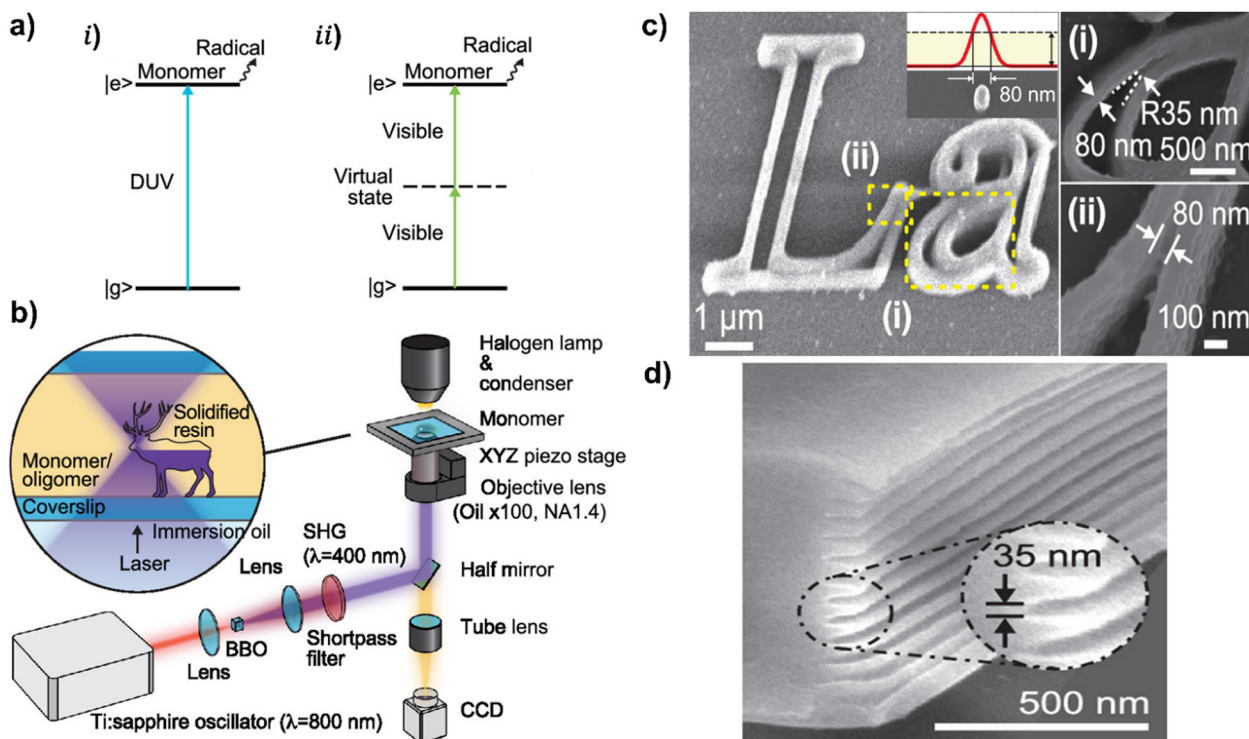 a)
i)
Radical
Monomer
|e>
DUV
|g>
ii)
Radical
Monomer
|e>
Visible
Virtual
state
Visible
|g>
b)
Solidified
resin
Monomer/
oligomer
Coverslip
Immersion oil
Laser
Halogen lamp
&
condenser
Monomer
XYZ piezo stage
Objective lens
(Oil x100, NA1.4)
SHG
(λ=400 nm)
Lens
Half mirror
BBO
Lens
Shortpass
filter
Tube lens
CCD
Ti:sapphire oscillator (λ=800 nm)
c)
80 nm
(ii)
(i)
1 μm
(i)
R35 nm
80 nm
500 nm
(ii)
80 nm
100 nm
d)
35 nm
500 nm